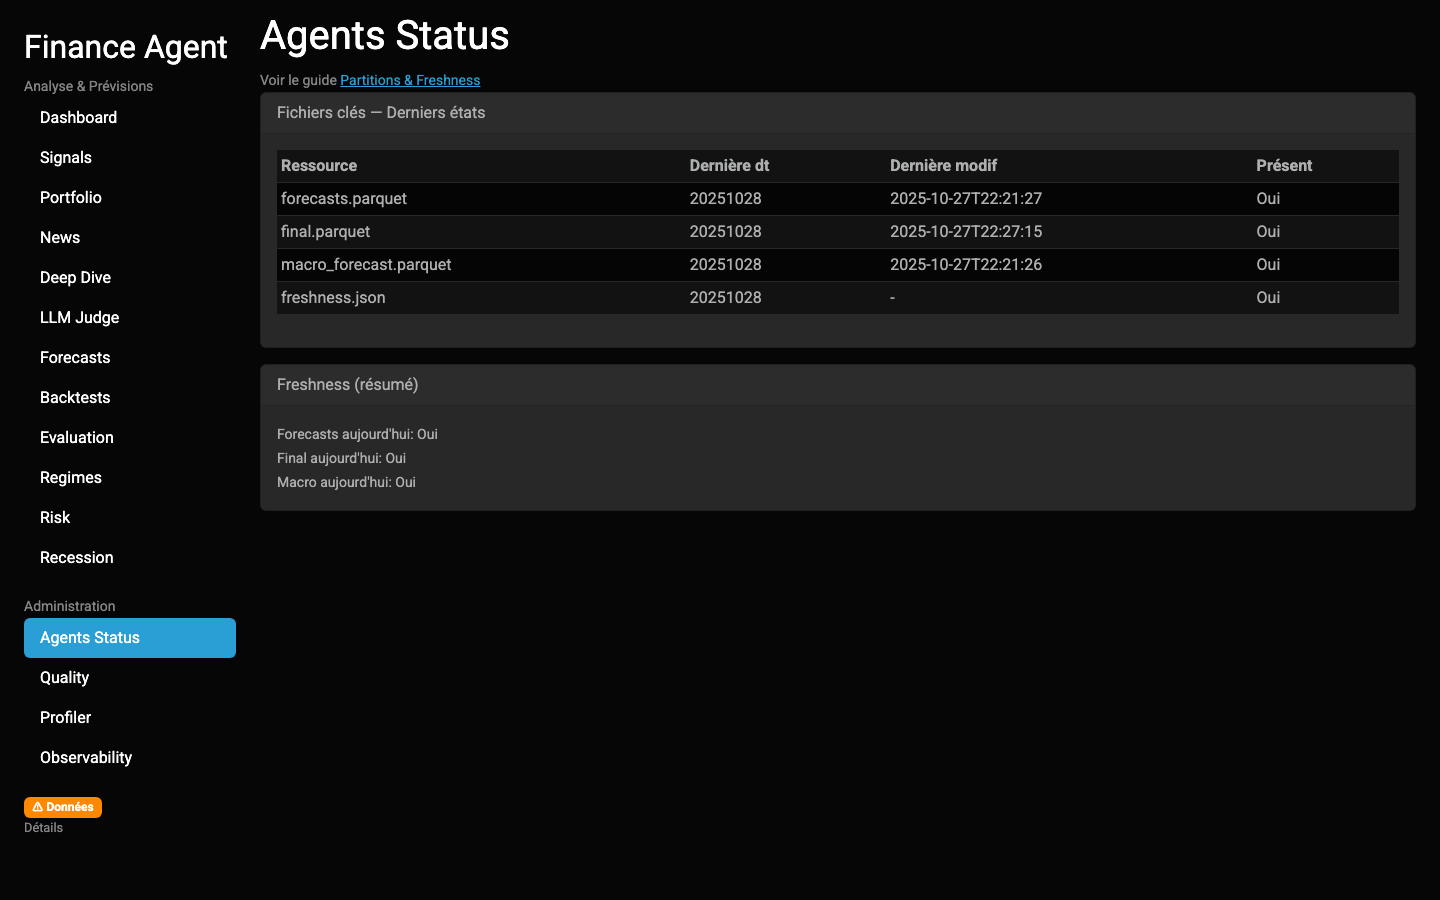 Finance Agent
Analyse & Prévisions
Dashboard
Signals
Portfolio
News
Deep Dive
LLM Judge
Forecasts
Backtests
Evaluation
Regimes
Risk
Recession
Administration
Agents Status
Quality
Profiler
Observability
⚠ Données
Détails
Agents Status
Voir le guide Partitions & Freshness
Fichiers clés — Derniers états
Ressource Dernière dt Dernière modif Présent
forecasts.parquet 20251028 2025-10-27T22:21:27 Oui
final.parquet 20251028 2025-10-27T22:27:15 Oui
macro_forecast.parquet 20251028 2025-10-27T22:21:26 Oui
freshness.json 20251028 - Oui
Freshness (résumé)
Forecasts aujourd'hui: Oui
Final aujourd'hui: Oui
Macro aujourd'hui: Oui